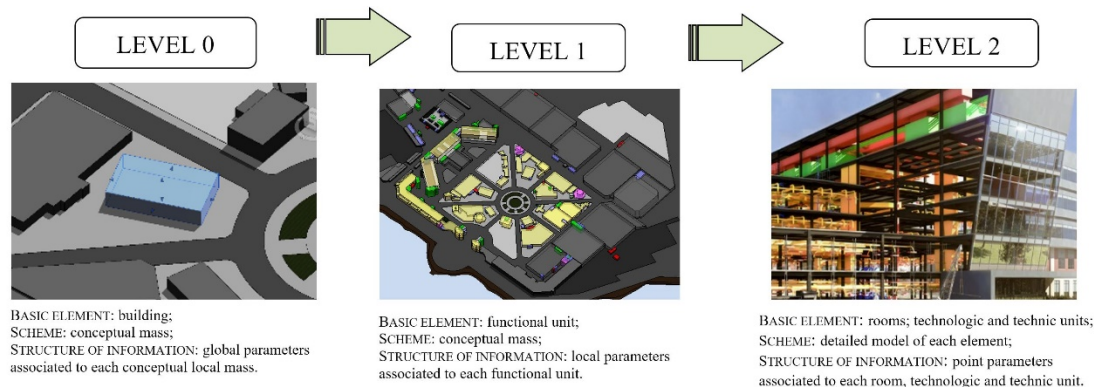 LEVEL 0
LEVEL 1
LEVEL 2
BASIC ELEMENT: building;
SCHEME: conceptual mass;
STRUCTURE OF INFORMATION: global parameters
associated to each conceptual local mass.
BASIC ELEMENT: functional unit;
SCHEME: conceptual mass;
STRUCTURE OF INFORMATION: local parameters
associated to each functional unit.
BASIC ELEMENT: rooms; technologic and technic units;
SCHEME: detailed model of each element;
STRUCTURE OF INFORMATION: point parameters
associated to each room, technologic and technic unit.